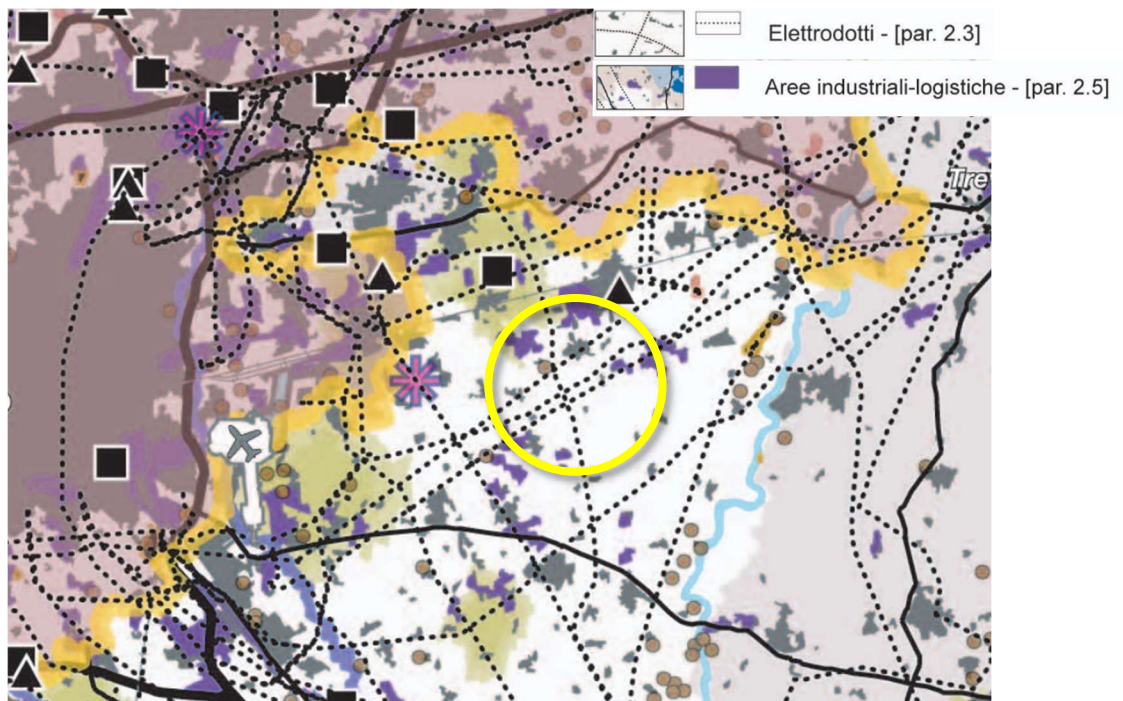 Elettrodotti - [par. 2.3]
Aree industriali-logistiche - [par. 2.5]
Tre